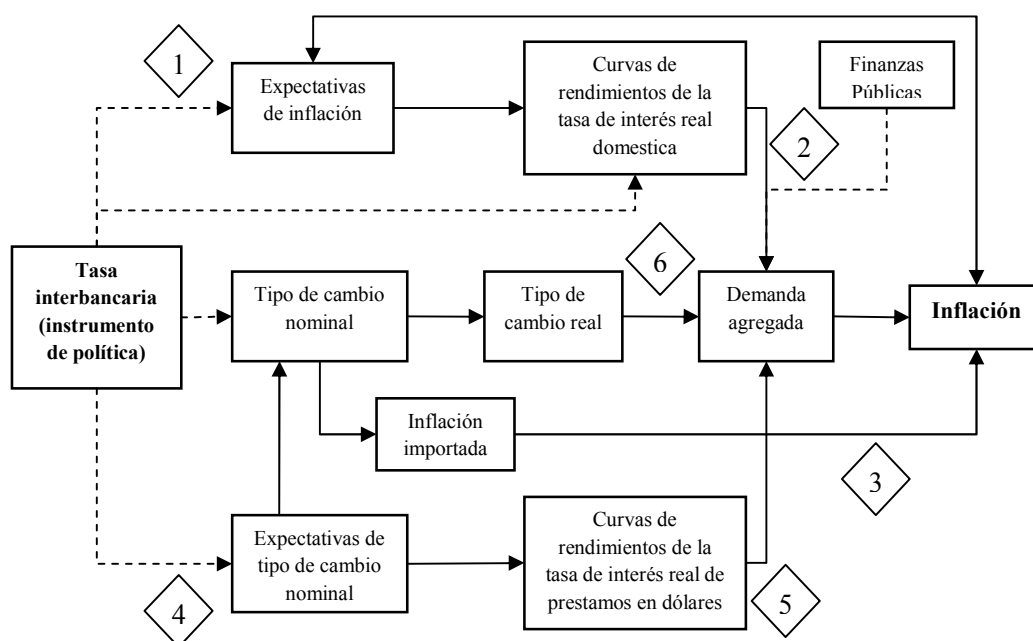 1
Expectativas
de inflación
Curvas de
rendimientos de la
tasa de interés real
domestica
Finanzas
Públicas
2
Tasa
interbancaria
(instrumento
de política)
Tipo de cambio
nominal
Tipo de
cambio real
6
Demanda
agregada
Inflación
Inflación
importada
3
Expectativas de
tipo de cambio
nominal
4
Curvas de
rendimientos de la
tasa de interés real de
prestamos en dólares
5